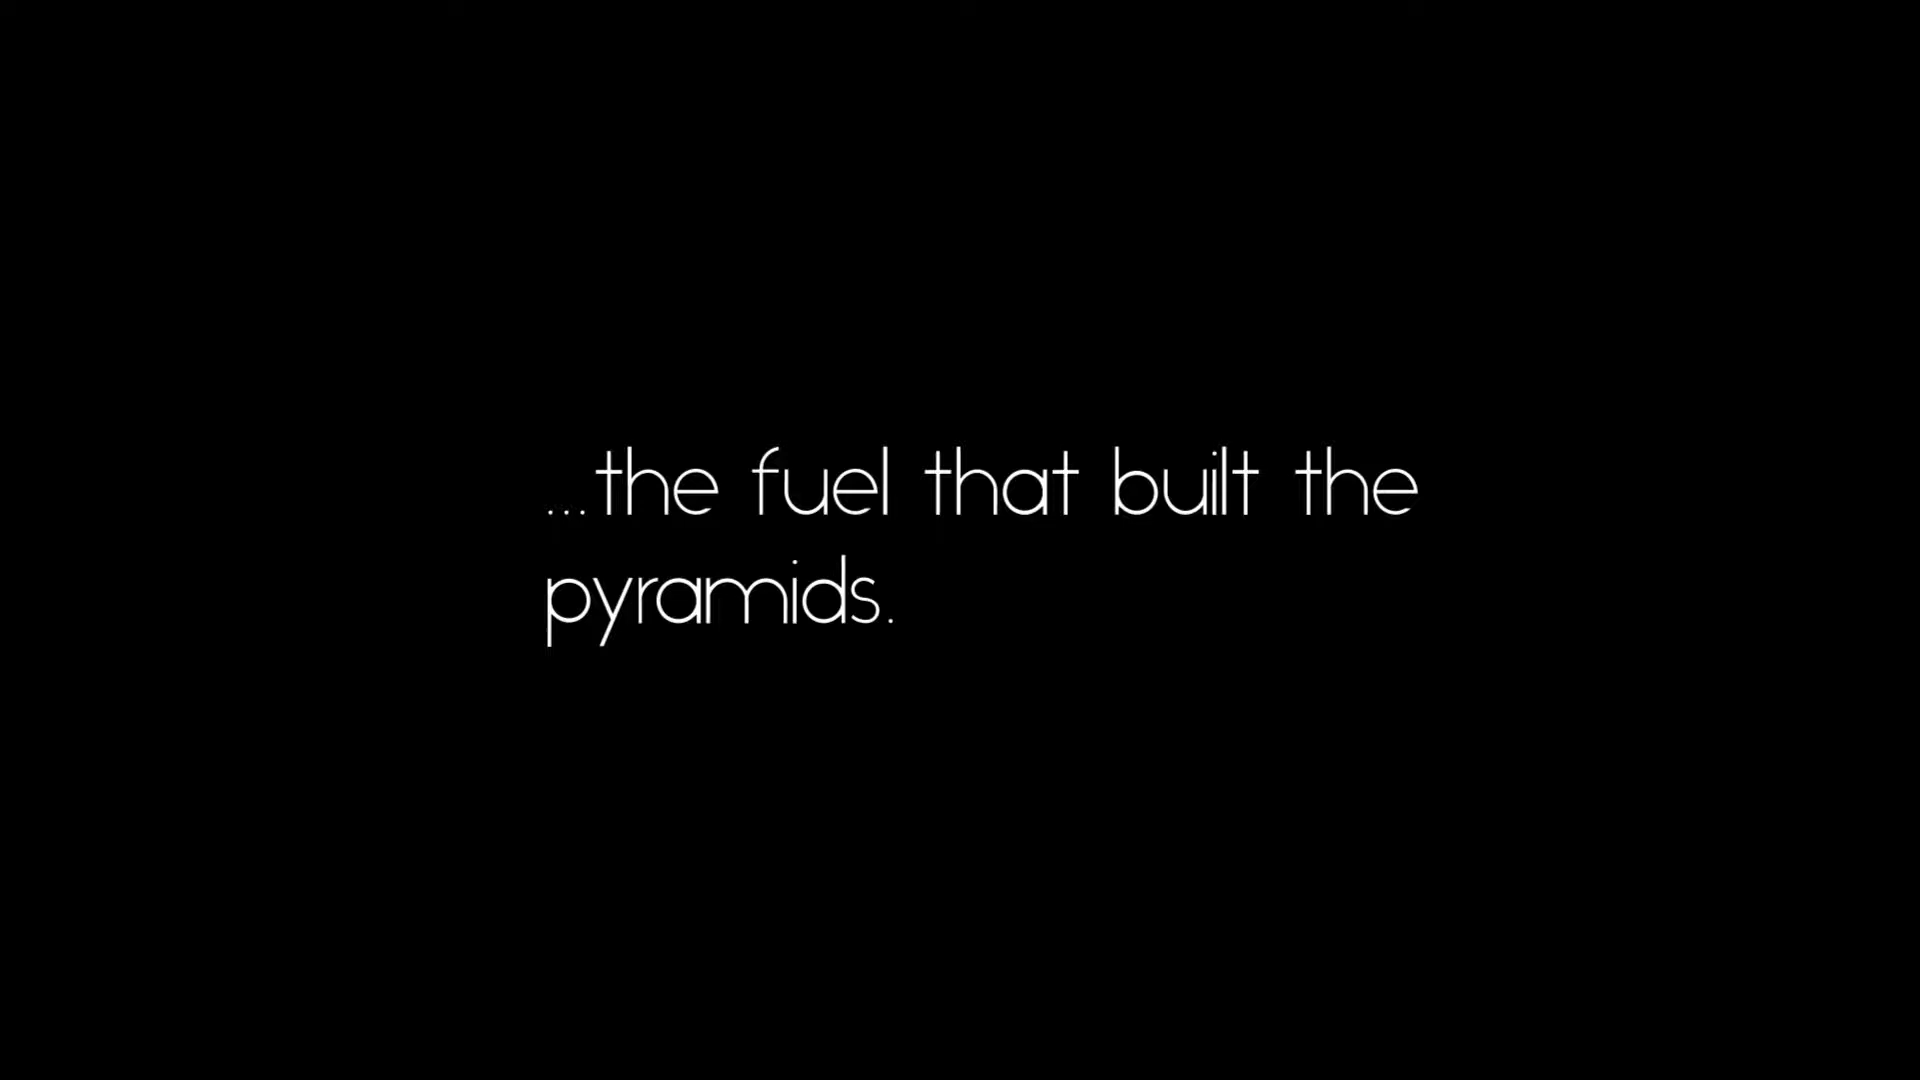 ...the fuel that built the
pyramids.